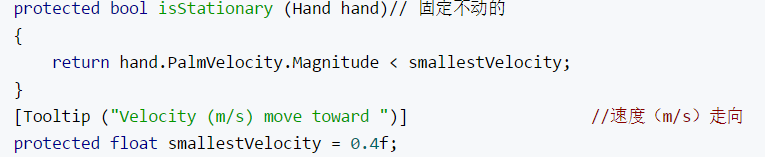 protected bool isStationary (Hand hand)// 固定不动的
{
    return hand.PalmVelocity.Magnitude < smallestVelocity;
}
[Tooltip ("Velocity (m/s) move toward ")]                //速度（m/s）走向
protected float smallestVelocity = 0.4f;